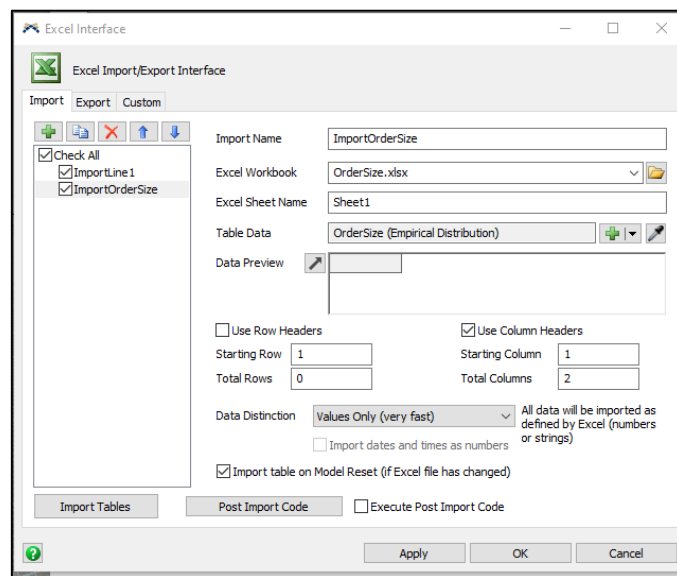 Excel Interface
Excel Import/Export Interface
Import Export Custom
Check All
ImportLine1
ImportOrderSize
Import Name ImportOrderSize
Excel Workbook OrderSize.xlsx
Excel Sheet Name Sheet1
Table Data OrderSize (Empirical Distribution)
Data Preview
Use Row Headers Use Column Headers
Starting Row 1 Starting Column 1
Total Rows 0 Total Columns 2
Data Distinction Values Only (very fast)
All data will be imported as
defined by Excel (numbers
or strings)
Import dates and times as numbers
Import table on Model Reset (if Excel file has changed)
Import Tables Post Import Code Execute Post Import Code
? Apply OK Cancel